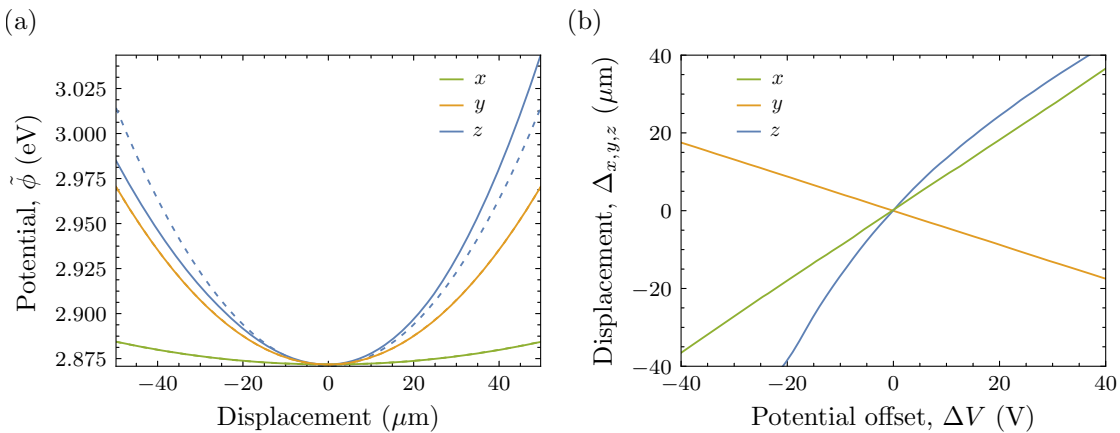 (a)
Potential, ϕ̃ (eV)
3.025
3.000
2.975
2.950
2.925
2.900
2.875
x
y
z
−40 −20 0 20 40
Displacement (μm)
(b)
Displacement, Δx,y,z (μm)
40
20
0
−20
−40
x
y
z
−40 −20 0 20 40
Potential offset, ΔV (V)